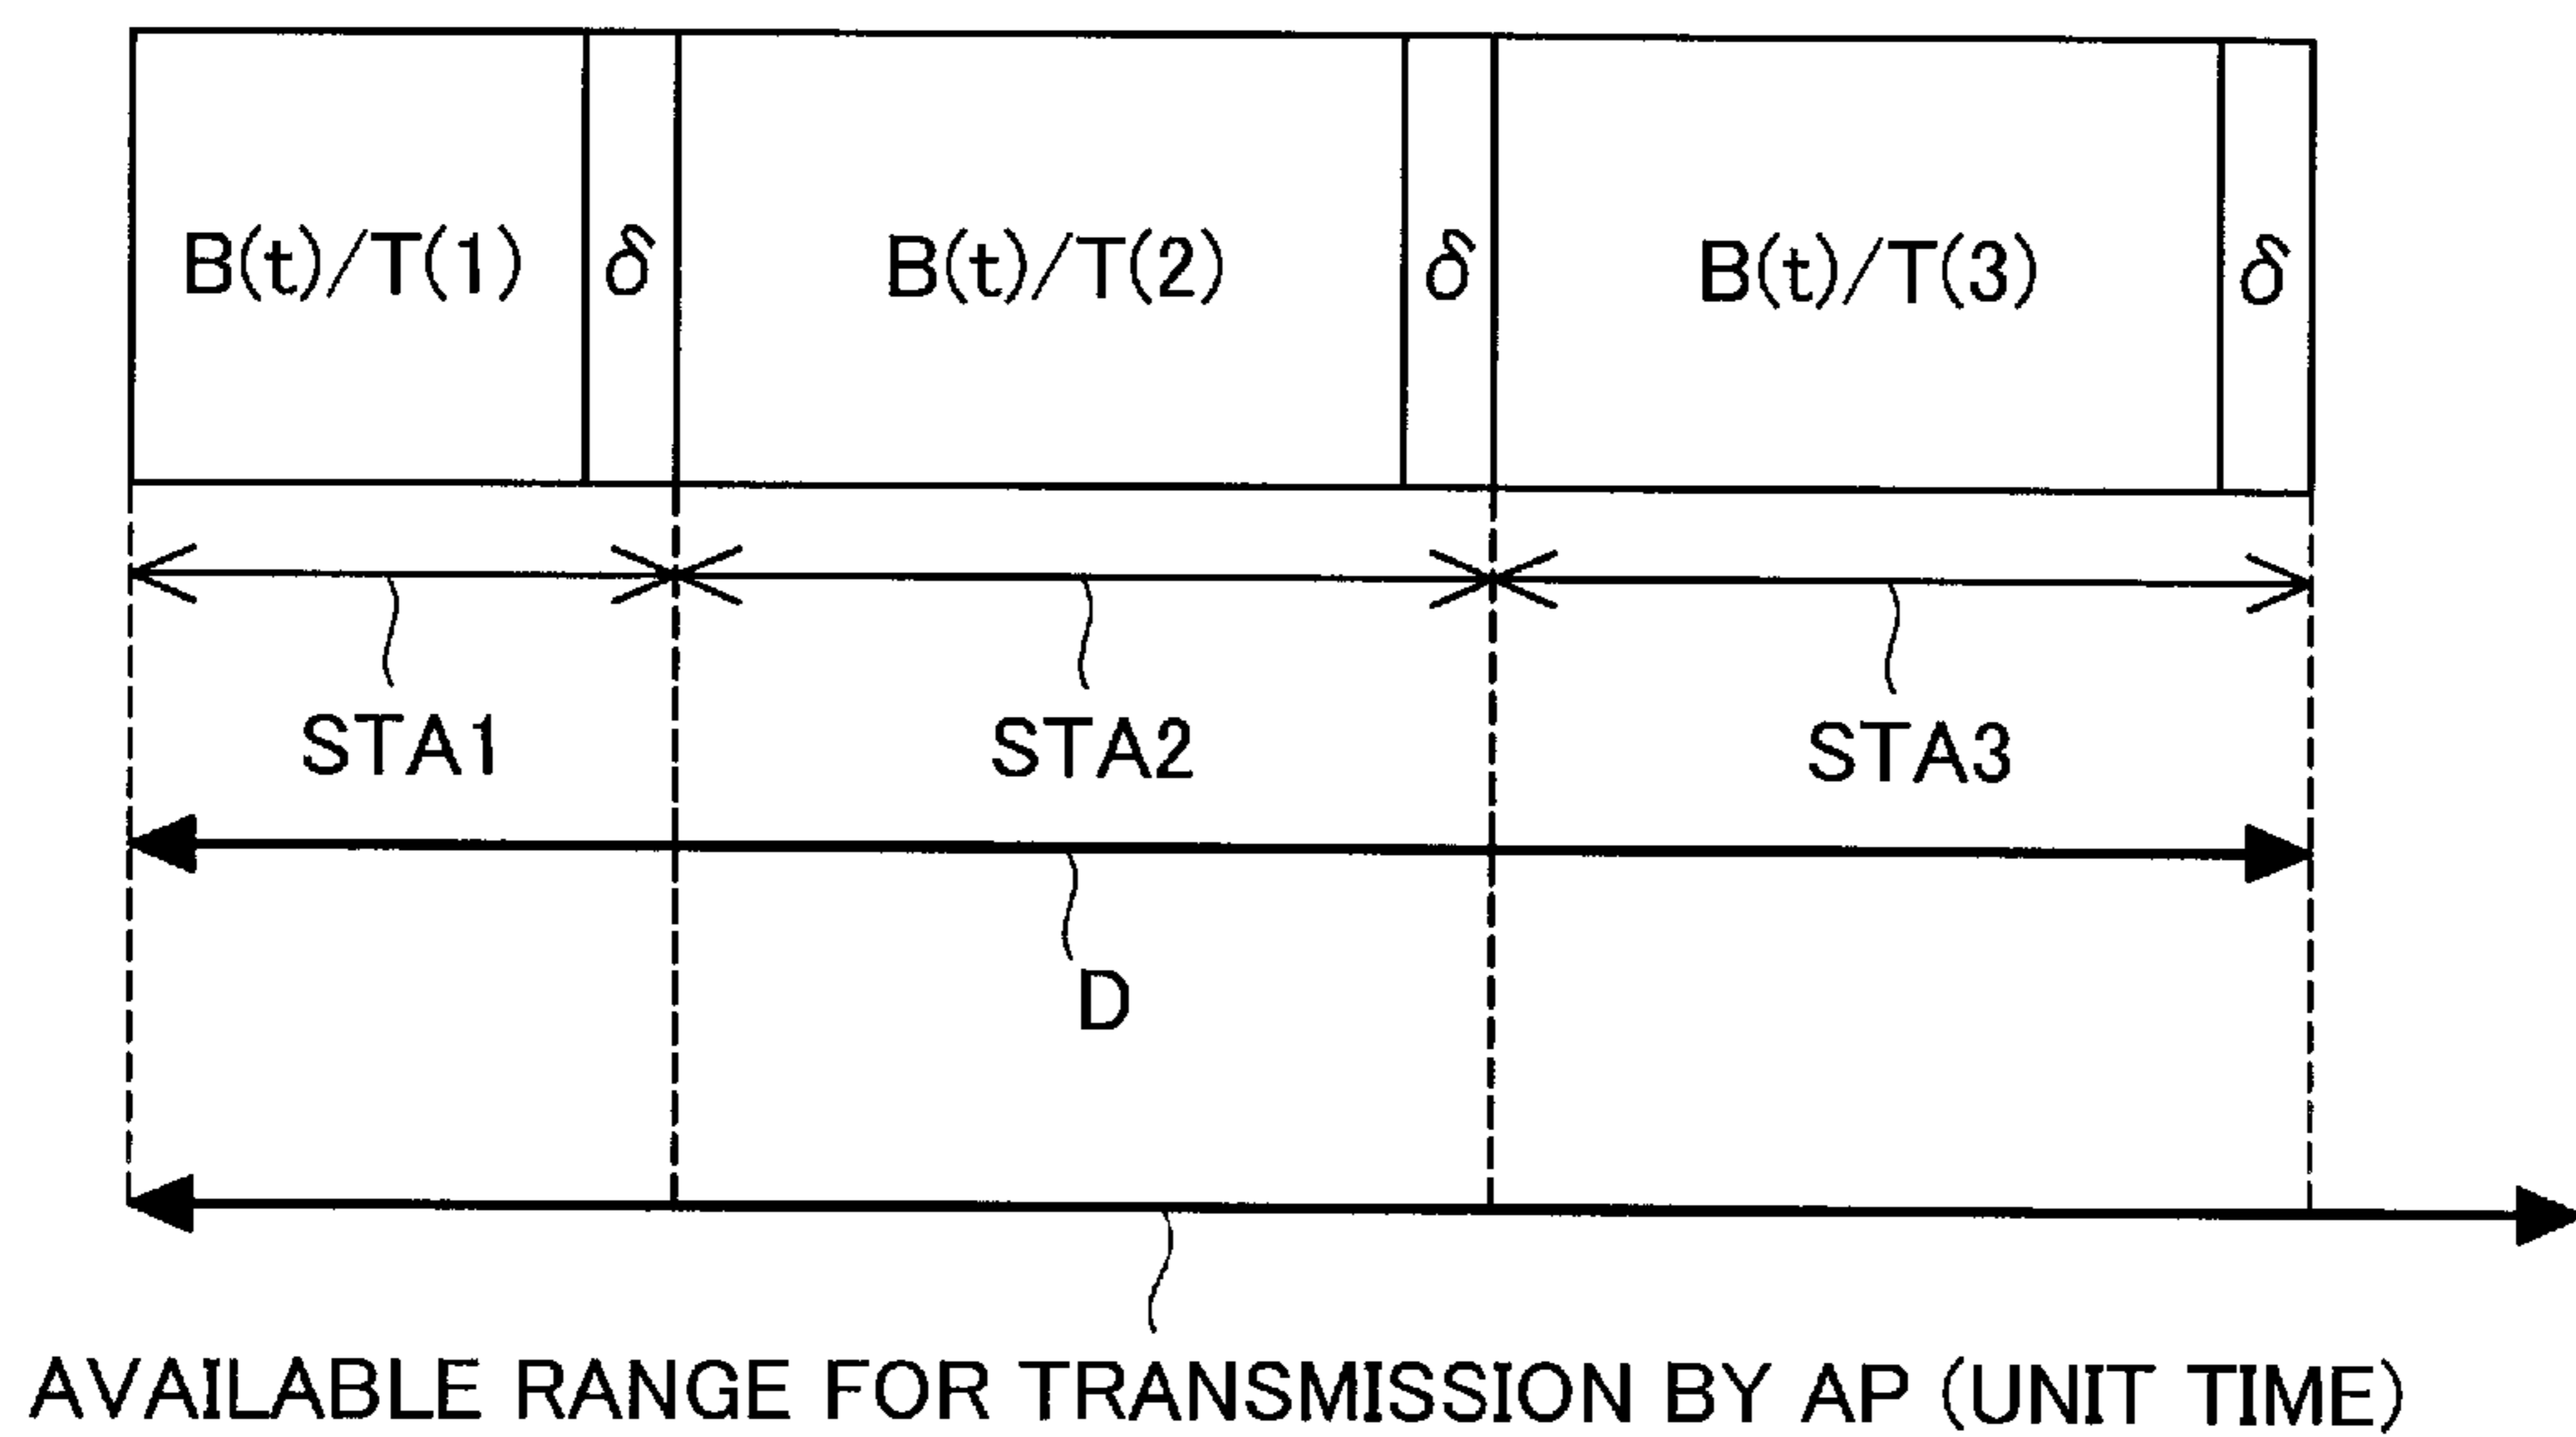 B(t)/T(1) δ B(t)/T(2) δ B(t)/T(3) δ
STA1 STA2 STA3
D
AVAILABLE RANGE FOR TRANSMISSION BY AP (UNIT TIME)